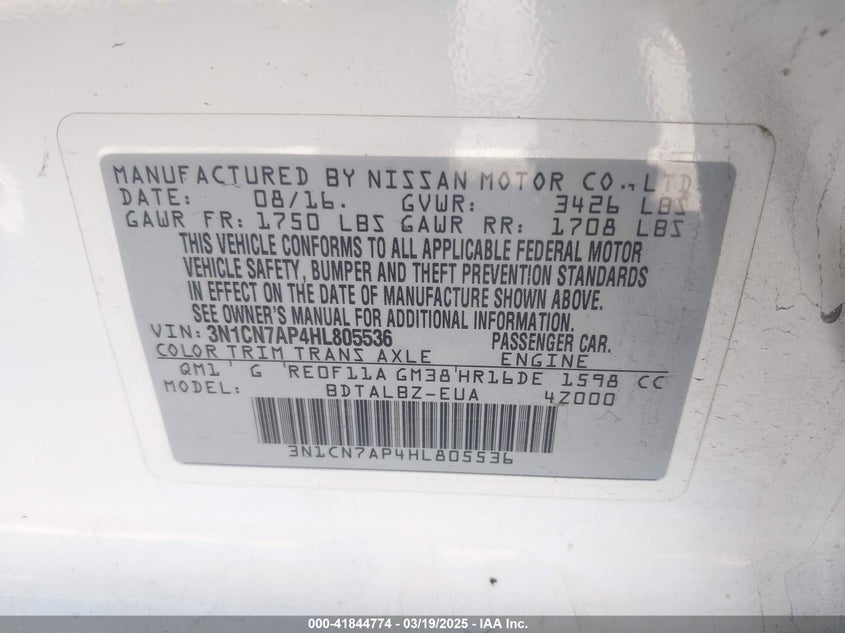 MANUFACTURED BY NISSAN MOTOR CO., LTD
DATE: 08/16. GVWR: 3426 LBS
GAWR FR: 1750 LBS GAWR RR: 1708 LBS
THIS VEHICLE CONFORMS TO ALL APPLICABLE FEDERAL MOTOR
VEHICLE SAFETY, BUMPER AND THEFT PREVENTION STANDARDS
IN EFFECT ON THE DATE OF MANUFACTURE SHOWN ABOVE.
SEE OWNER'S MANUAL FOR ADDITIONAL INFORMATION.
VIN: 3N1CN7AP4HL805536 PASSENGER CAR.
COLOR TRIM TRANS AXLE ENGINE
QM1 G RE0F11A GM38 HR16DE 1598 CC
MODEL: BDTALBZ-EUA 4Z000
3N1CN7AP4HL805536
000-41844774 | 03/19/2025 - IAA Inc.